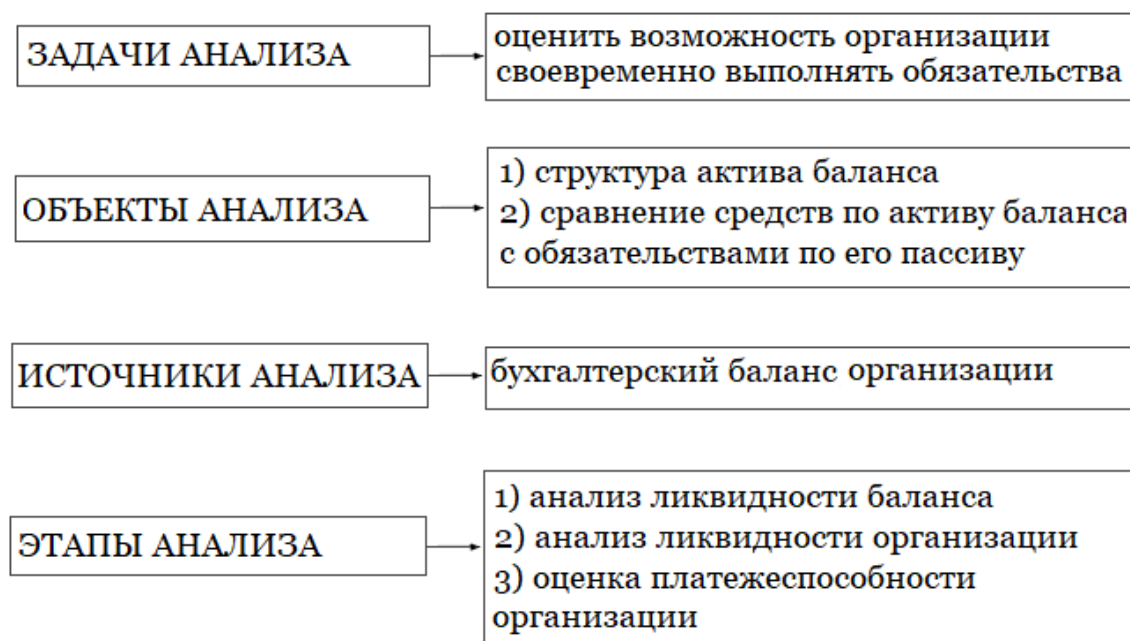 ЗАДАЧИ АНАЛИЗА
оценить возможность организации
своевременно выполнять обязательства
ОБЪЕКТЫ АНАЛИЗА
1) структура актива баланса
2) сравнение средств по активу баланса
с обязательствами по его пассиву
ИСТОЧНИКИ АНАЛИЗА
бухгалтерский баланс организации
ЭТАПЫ АНАЛИЗА
1) анализ ликвидности баланса
2) анализ ликвидности организации
3) оценка платежеспособности
организации